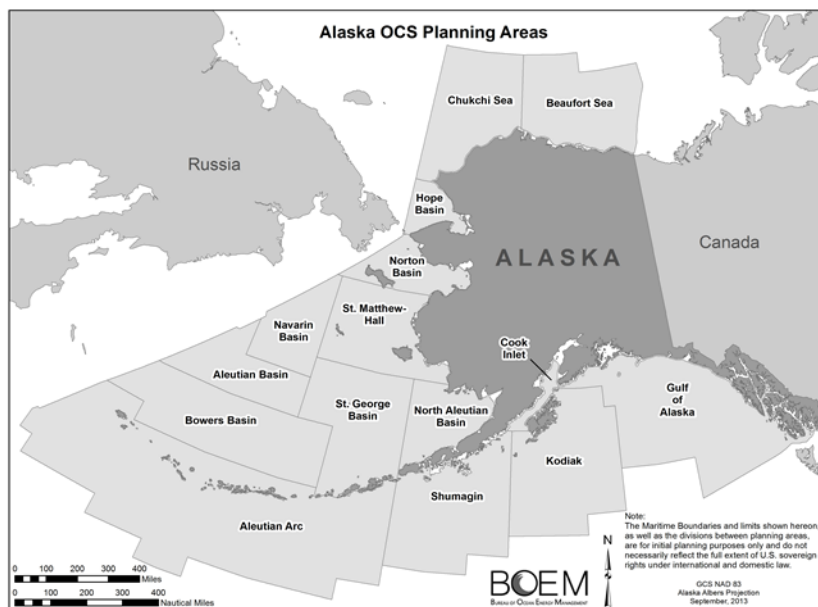 Alaska OCS Planning Areas
Chukchi Sea
Beaufort Sea
Russia
Hope
Basin
Canada
ALASKA
Norton
Basin
St. Matthew-
Hall
Navarin
Basin
Cook
Inlet
Aleutian Basin
St. George
Basin
North Aleutian
Basin
Gulf
of
Alaska
Bowers Basin
Kodiak
Shumagin
Aleutian Arc
Note:
The Maritime Boundaries and limits shown hereon,
as well as the divisions between planning areas,
are for initial planning purposes only and do not
necessarily reflect the full extent of U.S. sovereign
rights under international and domestic law.
N
0 100 200 300 400
Miles
0 100 200 300 400
Nautical Miles
BOEM
BUREAU OF OCEAN ENERGY MANAGEMENT
GCS NAD 83
Alaska Albers Projection
September, 2013